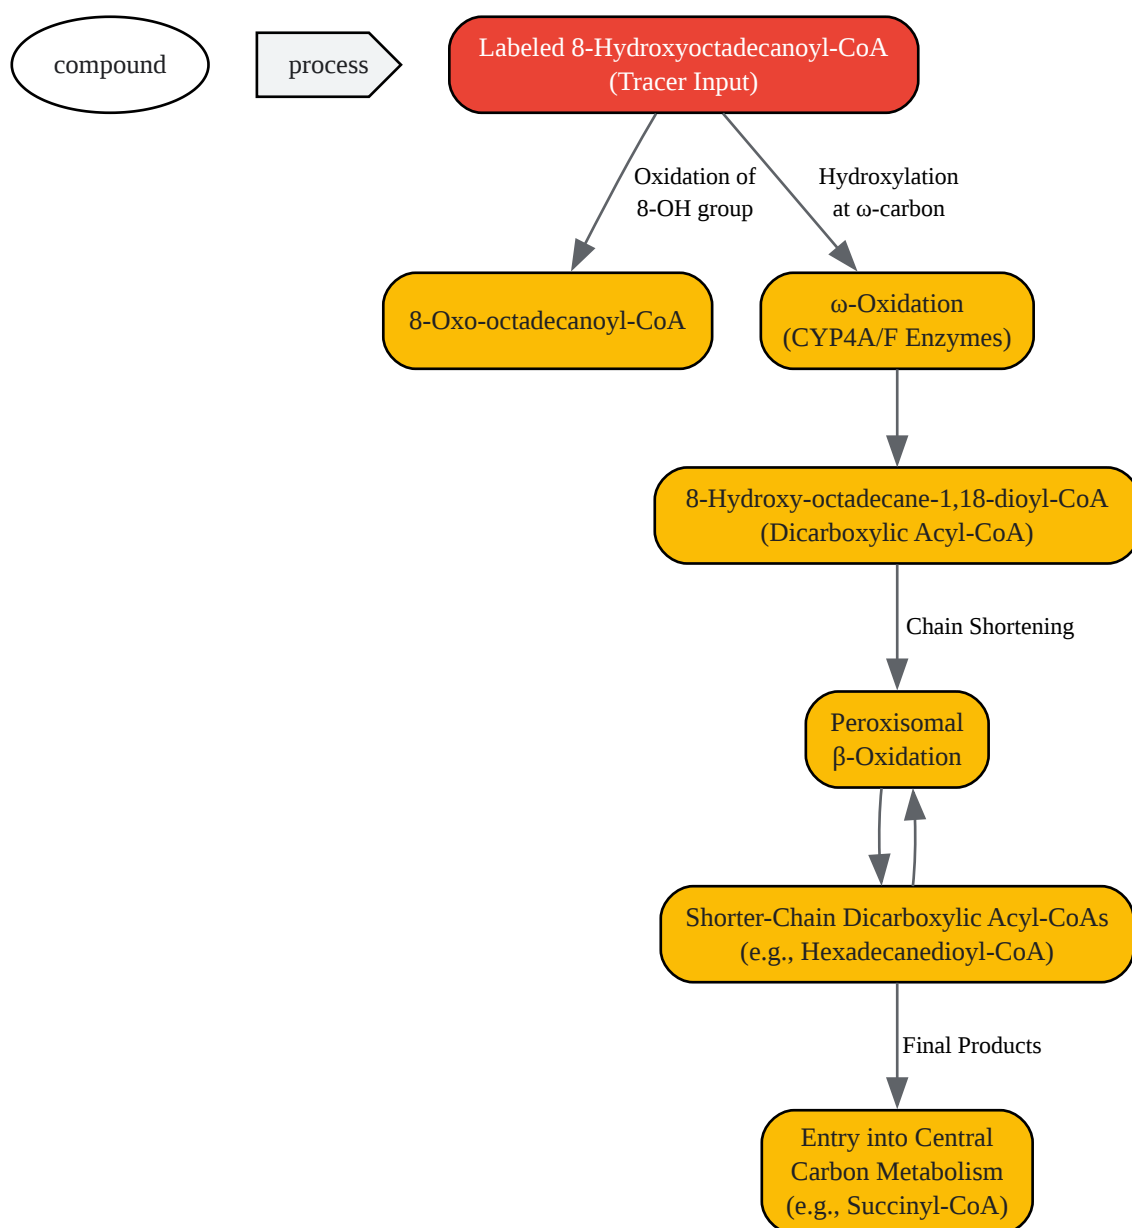 compound
process
Labeled 8-Hydroxyoctadecanoyl-CoA
(Tracer Input)
Oxidation of
8-OH group
Hydroxylation
at ω-carbon
8-Oxo-octadecanoyl-CoA
ω-Oxidation
(CYP4A/F Enzymes)
8-Hydroxy-octadecane-1,18-dioyl-CoA
(Dicarboxylic Acyl-CoA)
Chain Shortening
Peroxisomal
β-Oxidation
Shorter-Chain Dicarboxylic Acyl-CoAs
(e.g., Hexadecanedioyl-CoA)
Final Products
Entry into Central
Carbon Metabolism
(e.g., Succinyl-CoA)